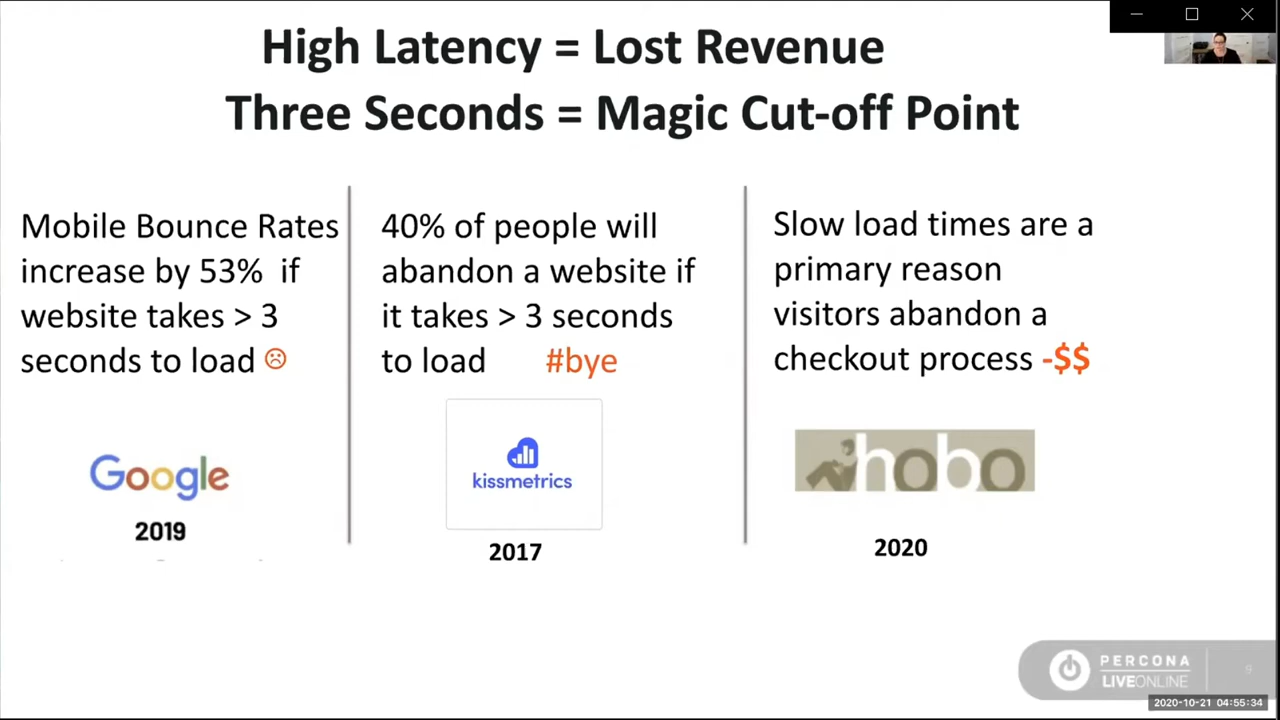 High Latency = Lost Revenue
Three Seconds = Magic Cut-off Point
Mobile Bounce Rates
increase by 53%  if
website takes > 3
seconds to load ☹
Google
2019
40% of people will
abandon a website if
it takes > 3 seconds
to load #bye
kissmetrics
2017
Slow load times are a
primary reason
visitors abandon a
checkout process -$$
hobo
2020
PERCONA
LIVEONLINE
9
2020-10-21 04:55:34